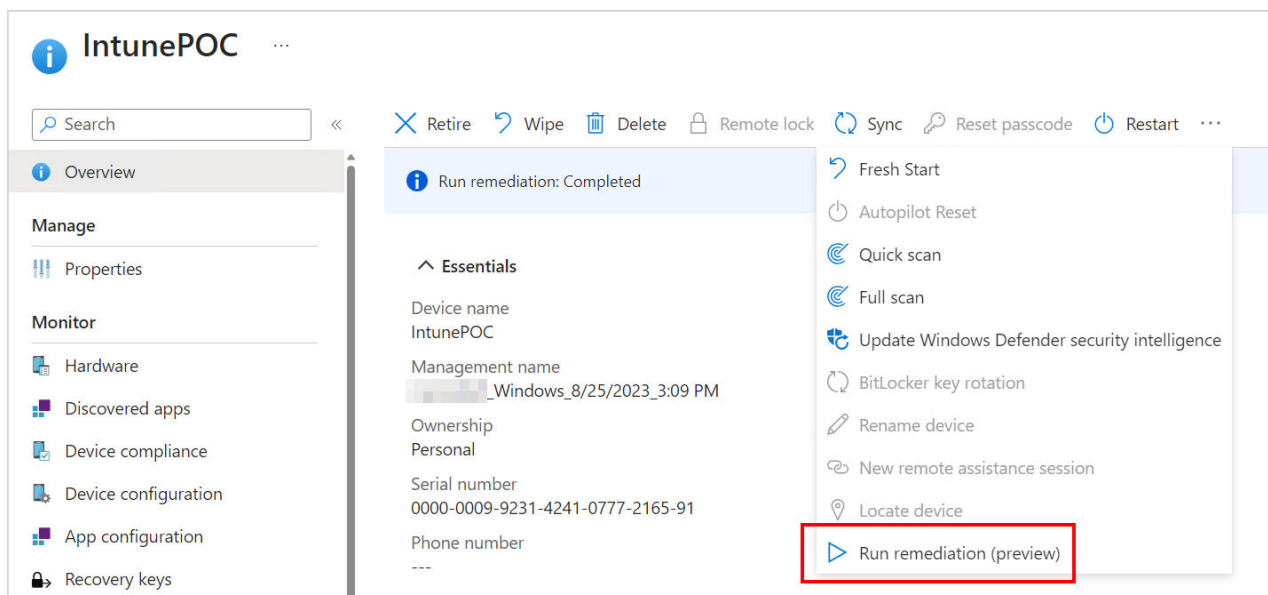 IntunePOC ...
Search «
Overview
Manage
Properties
Monitor
Hardware
Discovered apps
Device compliance
Device configuration
App configuration
Recovery keys
Retire Wipe Delete Remote lock Sync Reset passcode Restart ...
Run remediation: Completed
Essentials
Device name
IntunePOC
Management name
_Windows_8/25/2023_3:09 PM
Ownership
Personal
Serial number
0000-0009-9231-4241-0777-2165-91
Phone number
---
Fresh Start
Autopilot Reset
Quick scan
Full scan
Update Windows Defender security intelligence
BitLocker key rotation
Rename device
New remote assistance session
Locate device
Run remediation (preview)